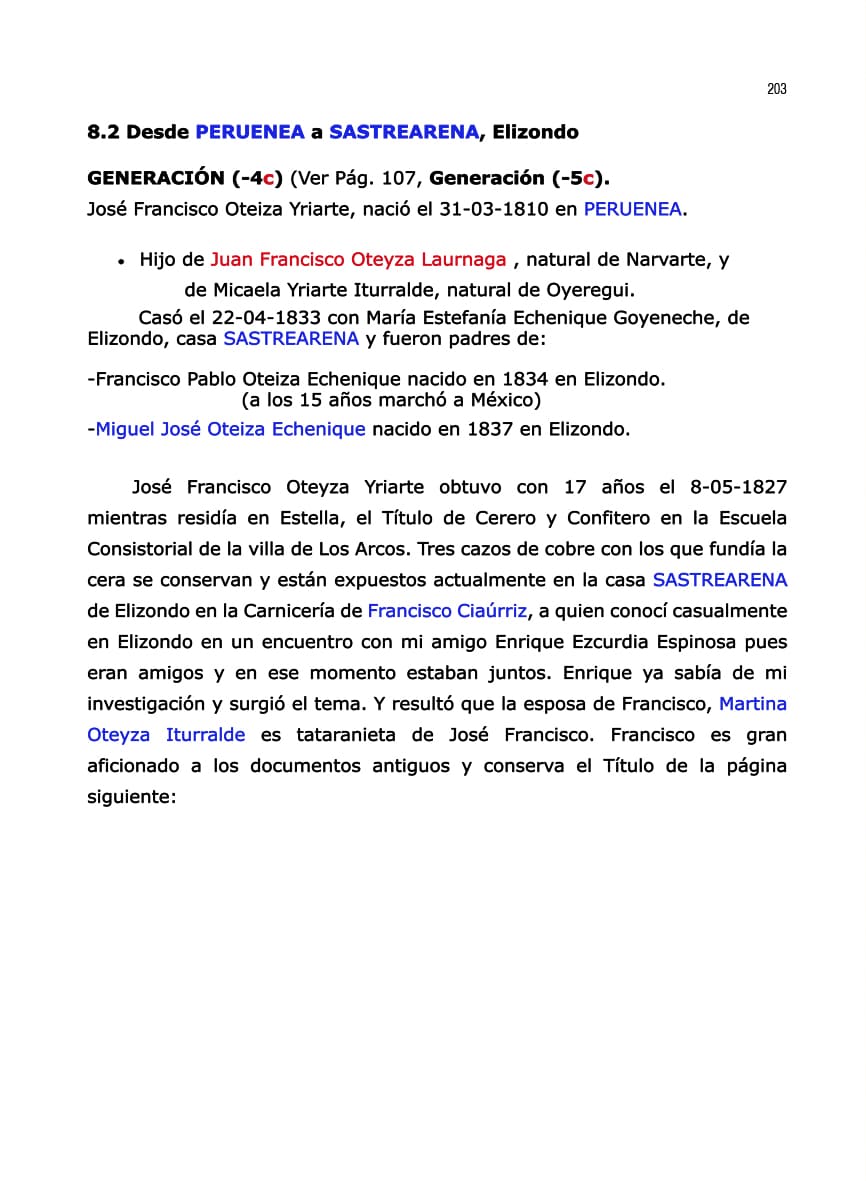 203
8.2 Desde PERUENEA a SASTREARENA, Elizondo
GENERACIÓN (-4c) (Ver Pág. 107, Generación (-5c).
José Francisco Oteiza Yriarte, nació el 31-03-1810 en PERUENEA.
• Hijo de Juan Francisco Oteyza Laurnaga , natural de Narvarte, y
de Micaela Yriarte Iturralde, natural de Oyeregui.
Casó el 22-04-1833 con María Estefanía Echenique Goyeneche, de
Elizondo, casa SASTREARENA y fueron padres de:
-Francisco Pablo Oteiza Echenique nacido en 1834 en Elizondo.
(a los 15 años marchó a México)
-Miguel José Oteiza Echenique nacido en 1837 en Elizondo.
José Francisco Oteyza Yriarte obtuvo con 17 años el 8-05-1827
mientras residía en Estella, el Título de Cerero y Confitero en la Escuela
Consistorial de la villa de Los Arcos. Tres cazos de cobre con los que fundía la
cera se conservan y están expuestos actualmente en la casa SASTREARENA
de Elizondo en la Carnicería de Francisco Ciaúrriz, a quien conocí casualmente
en Elizondo en un encuentro con mi amigo Enrique Ezcurdia Espinosa pues
eran amigos y en ese momento estaban juntos. Enrique ya sabía de mi
investigación y surgió el tema. Y resultó que la esposa de Francisco, Martina
Oteyza Iturralde es tataranieta de José Francisco. Francisco es gran
aficionado a los documentos antiguos y conserva el Título de la página
siguiente: